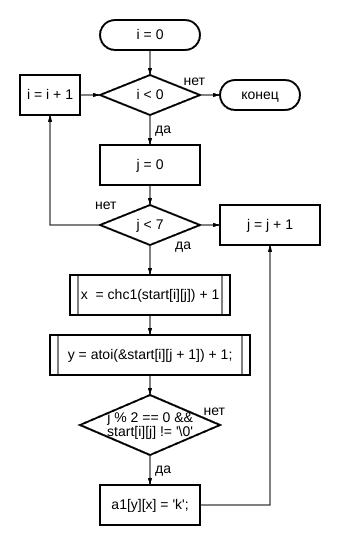 i = 0
нет
i = i + 1
i < 0
конец
да
j = 0
нет
j < 7
j = j + 1
да
x  = chc1(start[i][j]) + 1
y = atoi(&start[i][j + 1]) + 1;
нет
j % 2 == 0 &&
start[i][j] != '\0'
да
a1[y][x] = 'k';